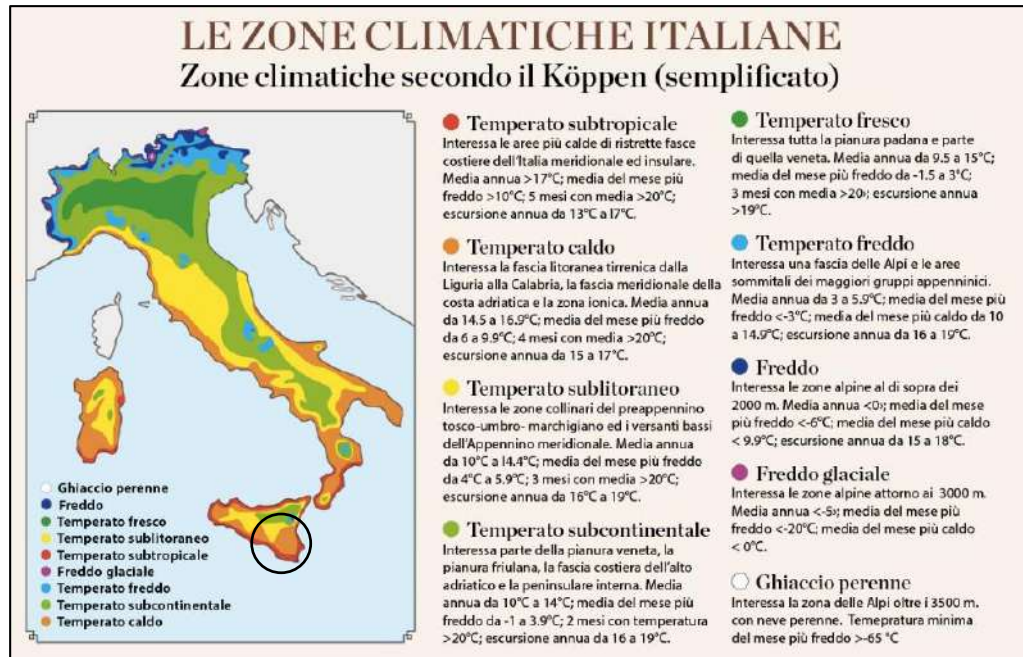 LE ZONE CLIMATICHE ITALIANE
Zone climatiche secondo il Köppen (semplificato)
Ghiaccio perenne
Freddo
Temperato fresco
Temperato sublitoraneo
Temperato subtropicale
Freddo glaciale
Temperato freddo
Temperato subcontinentale
Temperato caldo
Temperato subtropicale
Interessa le aree più calde di ristrette fasce
costiere dell'Italia meridionale ed insulare.
Media annua >17°C; media del mese più
freddo >10°C; 5 mesi con media >20°C;
escursione annua da 13°C a l7°C.
Temperato caldo
Interessa la fascia litoranea tirrenica dalla
Liguria alla Calabria, la fascia meridionale della
costa adriatica e la zona ionica. Media annua
da 14.5 a 16.9°C; media del mese più freddo
da 6 a 9.9°C; 4 mesi con media >20°C;
escursione annua da 15 a 17°C.
Temperato sublitoraneo
Interessa le zone collinari del preappennino
tosco-umbro- marchigiano ed i versanti bassi
dell'Appennino meridionale. Media annua
da 10°C a l4.4°C; media del mese più freddo
da 4°C a 5.9°C; 3 mesi con media >20°C;
escursione annua da 16°C a 19°C.
Temperato subcontinentale
Interessa parte della pianura veneta, la
pianura friulana, la fascia costiera dell'alto
adriatico e la peninsulare interna. Media
annua da 10°C a 14°C; media del mese più
freddo da -1 a 3.9°C; 2 mesi con temperatura
>20°C; escursione annua da 16 a 19°C.
Temperato fresco
Interessa tutta la pianura padana e parte
di quella veneta. Media annua da 9.5 a 15°C;
media del mese più freddo da -1.5 a 3°C;
3 mesi con media >20›; escursione annua
>19°C.
Temperato freddo
Interessa una fascia delle Alpi e le aree
sommitali dei maggiori gruppi appenninici.
Media annua da 3 a 5.9°C; media del mese più
freddo <-3°C; media del mese più caldo da 10
a 14.9°C; escursione annua da 16 a 19°C.
Freddo
Interessa le zone alpine al di sopra dei
2000 m. Media annua <0›; media del mese
più freddo <-6°C; media del mese più caldo
< 9.9°C; escursione annua da 15 a 18°C.
Freddo glaciale
Interessa le zone alpine attorno ai 3000 m.
Media annua <-5›; media del mese più
freddo <-20°C; media del mese più caldo
< 0°C.
Ghiaccio perenne
Interessa la zona delle Alpi oltre i 3500 m.
con neve perenne. Temepratura minima
del mese più freddo >-65 °C